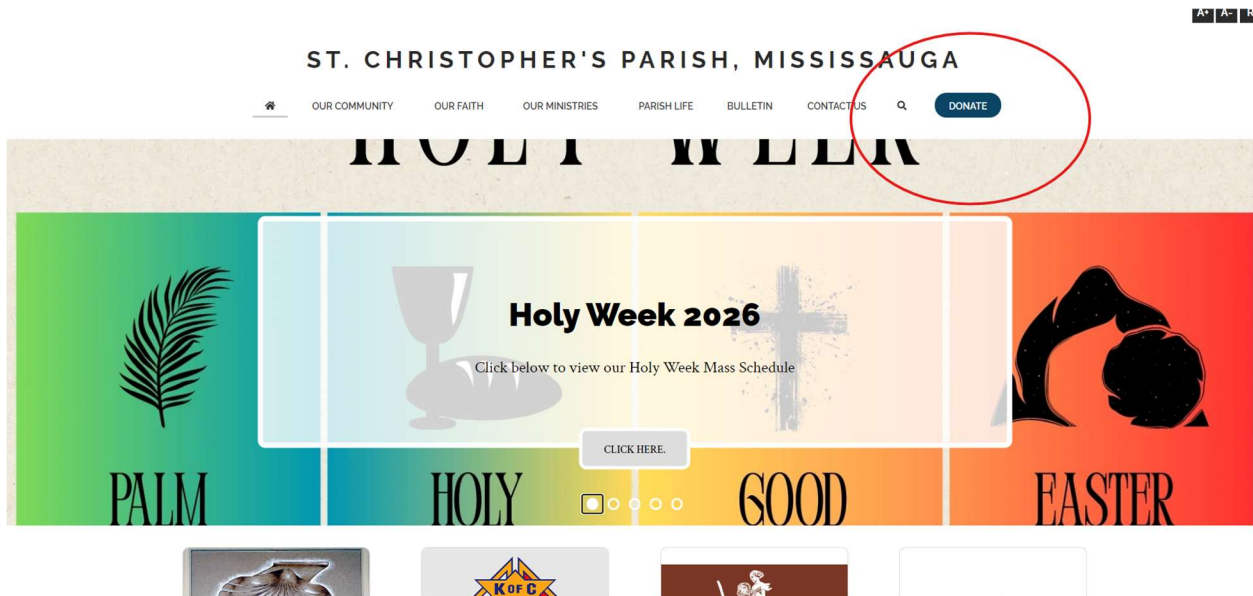 A+ A-
ST. CHRISTOPHER'S PARISH, MISSISSAUGA
OUR COMMUNITY OUR FAITH OUR MINISTRIES PARISH LIFE BULLETIN CONTACT US DONATE
HOLY WEEK
Holy Week 2026
Click below to view our Holy Week Mass Schedule
CLICK HERE.
PALM HOLY GOOD EASTER
K OF C